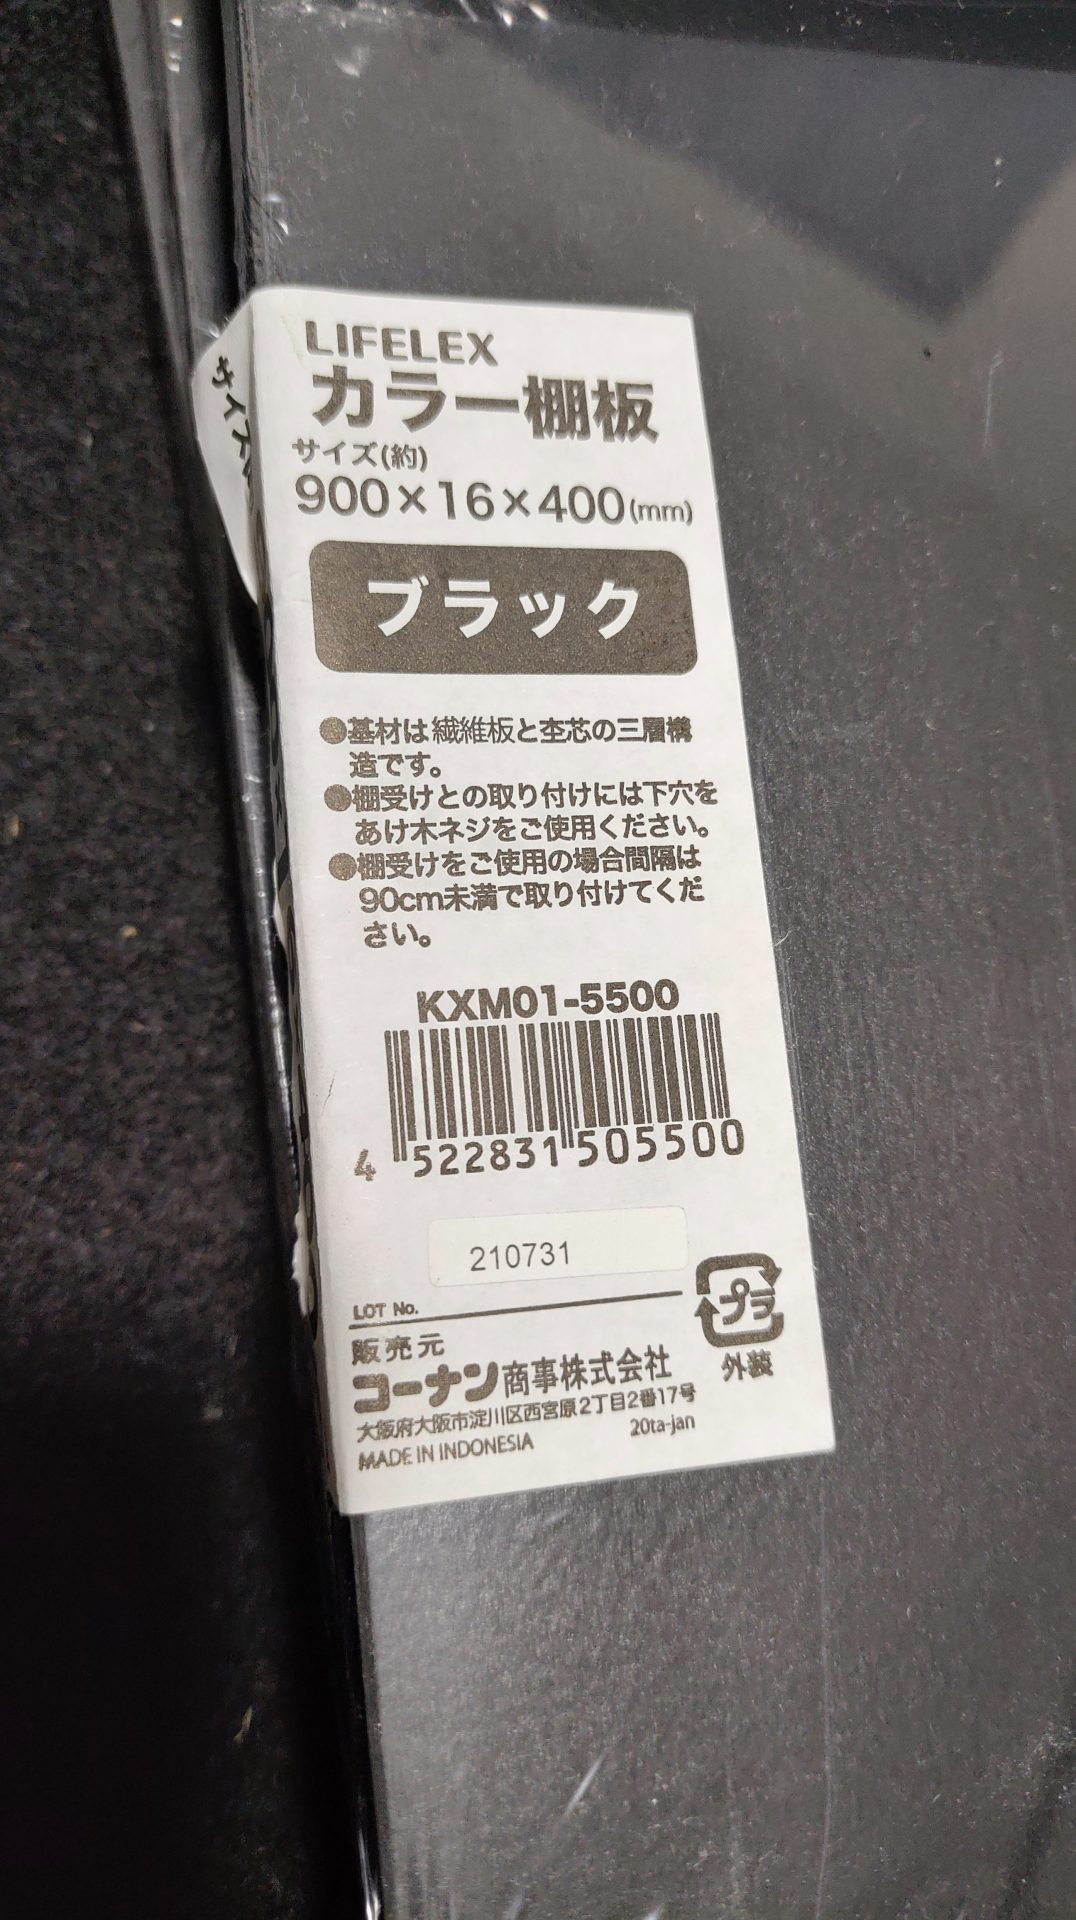 LIFELEX
カラー棚板
サイズ(約)
900×16×400(mm)
ブラック
●基材は繊維板と杢芯の三層構
造です。
●棚受けとの取り付けには下穴を
あけ木ネジをご使用ください。
●棚受けをご使用の場合間隔は
90cm未満で取り付けてくだ
さい。
KXM01-5500
4 522831 505500
210731
LOT No.
プラ
外装
販売元
コーナン商事株式会社
大阪府大阪市淀川区西宮原2丁目2番17号
MADE IN INDONESIA
20ta-jan
サイズ